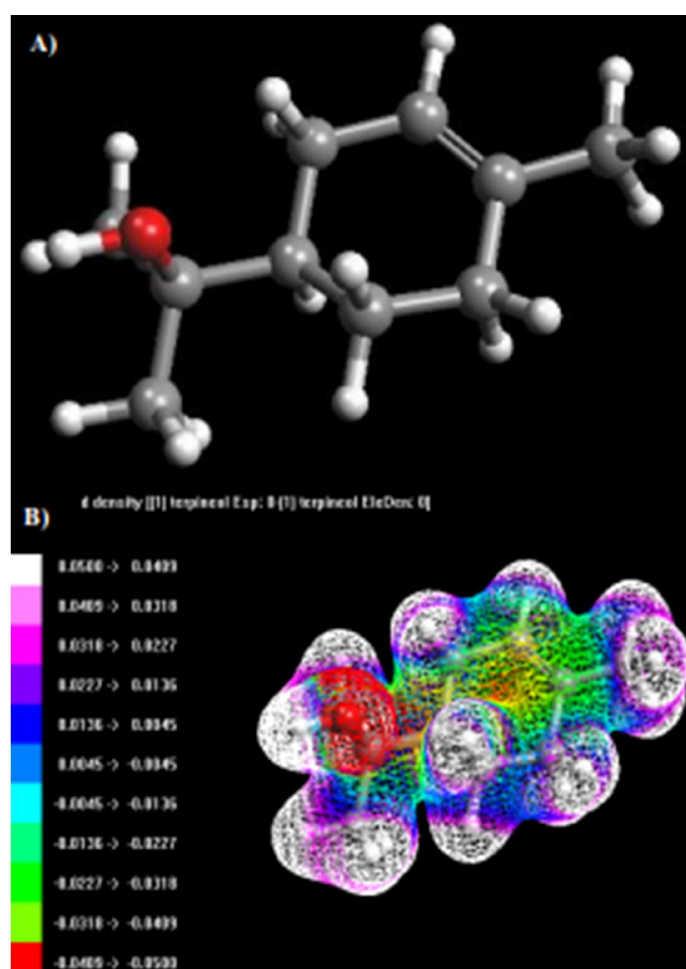 A)
d density [[1] terpineol Esp: 0-[1] terpineol EleDen: 0]
B)
0.0500 -> 0.0409
0.0409 -> 0.0318
0.0318 -> 0.0227
0.0227 -> 0.0136
0.0136 -> 0.0045
0.0045 -> -0.0045
-0.0045 -> -0.0136
-0.0136 -> -0.0227
-0.0227 -> -0.0318
-0.0318 -> -0.0409
-0.0409 -> -0.0500